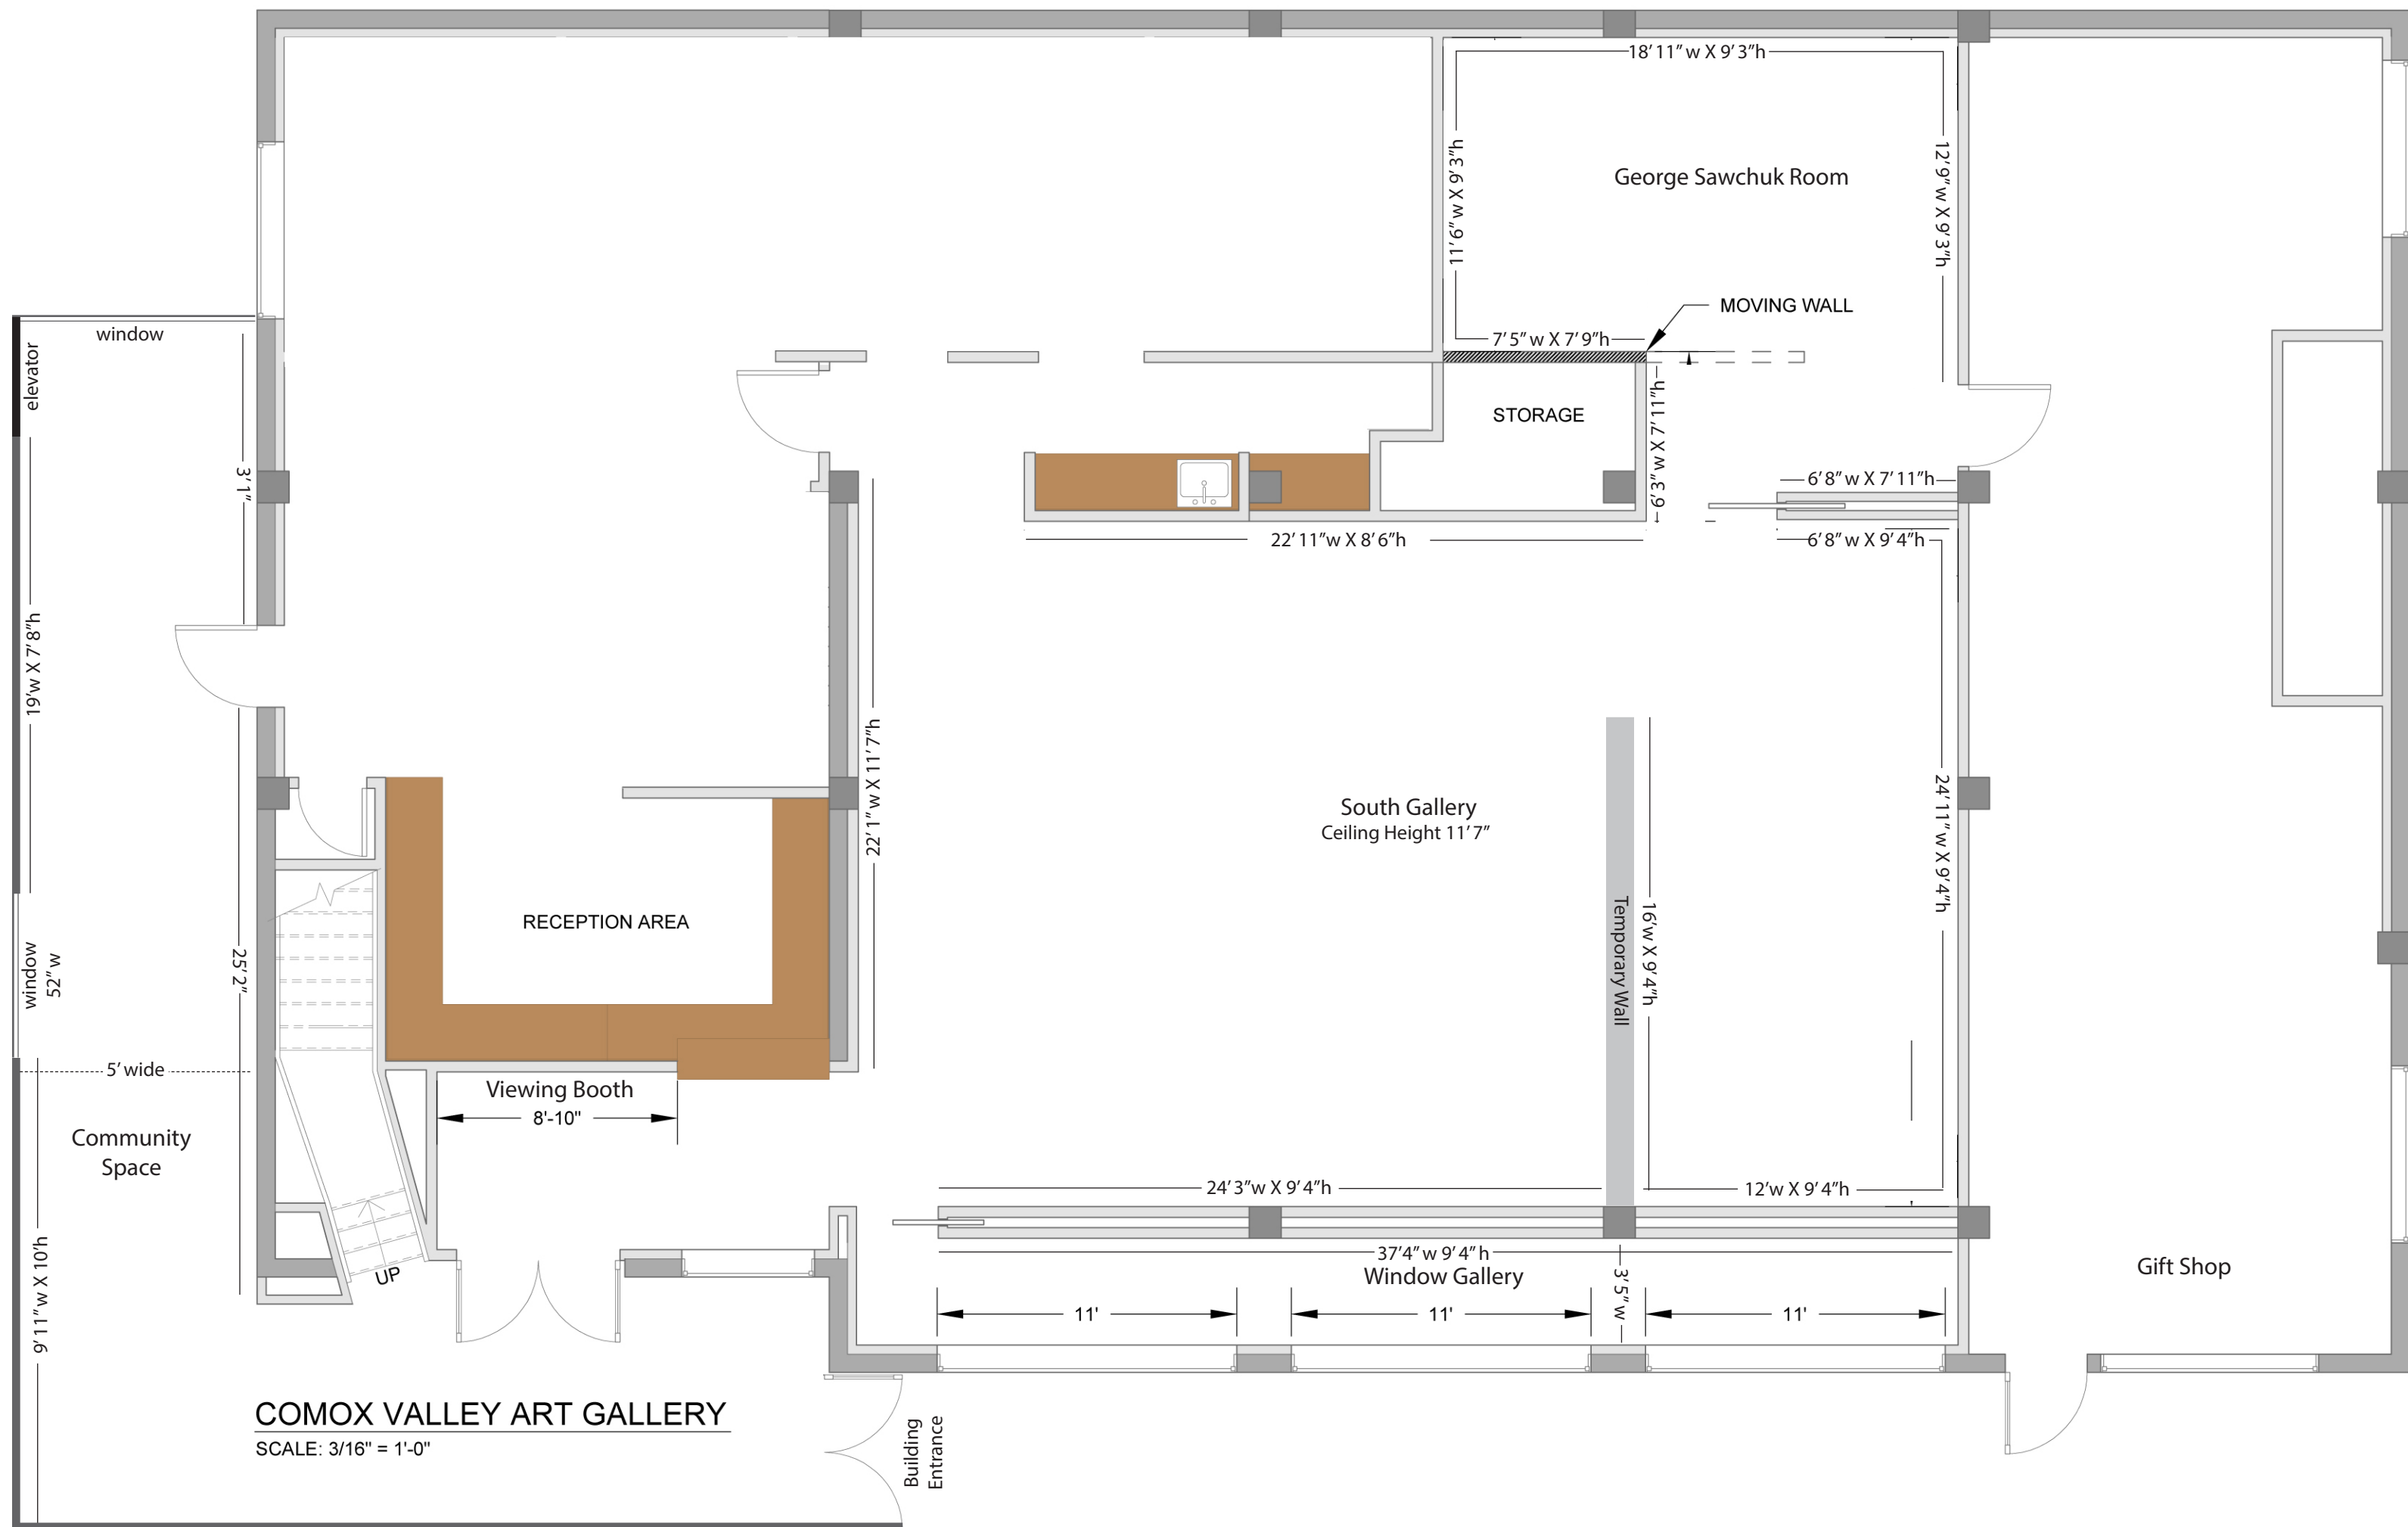 18'11"w X 9'3"h
11'6"w X 9'3"h
12'9"w X 9'3"h
George Sawchuk Room
MOVING WALL
7'5"w X 7'9"h
window
elevator
3'1"
STORAGE
6'3"w X 7'11"h
6'8"w X 7'11"h
22'11"w X 8'6"h
6'8"w X 9'4"h
19'w X 7'8"h
22'1"w X 11'7"h
South Gallery
Ceiling Height 11'7"
24'11"w X 9'4"h
RECEPTION AREA
Temporary Wall
16'w X 9'4"h
window
52"w
25'2"
5' wide
Viewing Booth
8'-10"
Community
Space
24'3"w X 9'4"h
12'w X 9'4"h
9'11"w X 10'h
UP
37'4"w 9'4"h
Window Gallery
3'5"w
Gift Shop
11'
11'
11'
COMOX VALLEY ART GALLERY
SCALE: 3/16" = 1'-0"
Building
Entrance